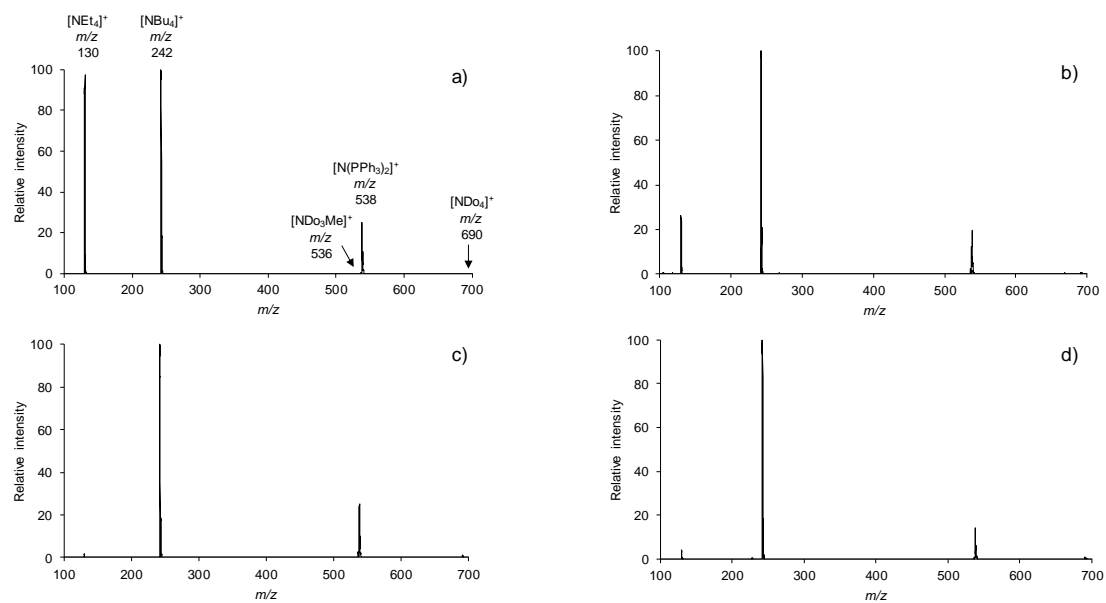 [NEt₄]⁺
m/z
130
[NBu₄]⁺
m/z
242
a)
[N(PPh₃)₂]⁺
m/z
538
[NDo₃Me]⁺
m/z
536
[NDo₄]⁺
m/z
690
Relative intensity
100
80
60
40
20
0
100 200 300 400 500 600 700
m/z
b)
Relative intensity
100
80
60
40
20
0
100 200 300 400 500 600 700
m/z
c)
Relative intensity
100
80
60
40
20
0
100 200 300 400 500 600 700
m/z
d)
Relative intensity
100
80
60
40
20
0
100 200 300 400 500 600 700
m/z